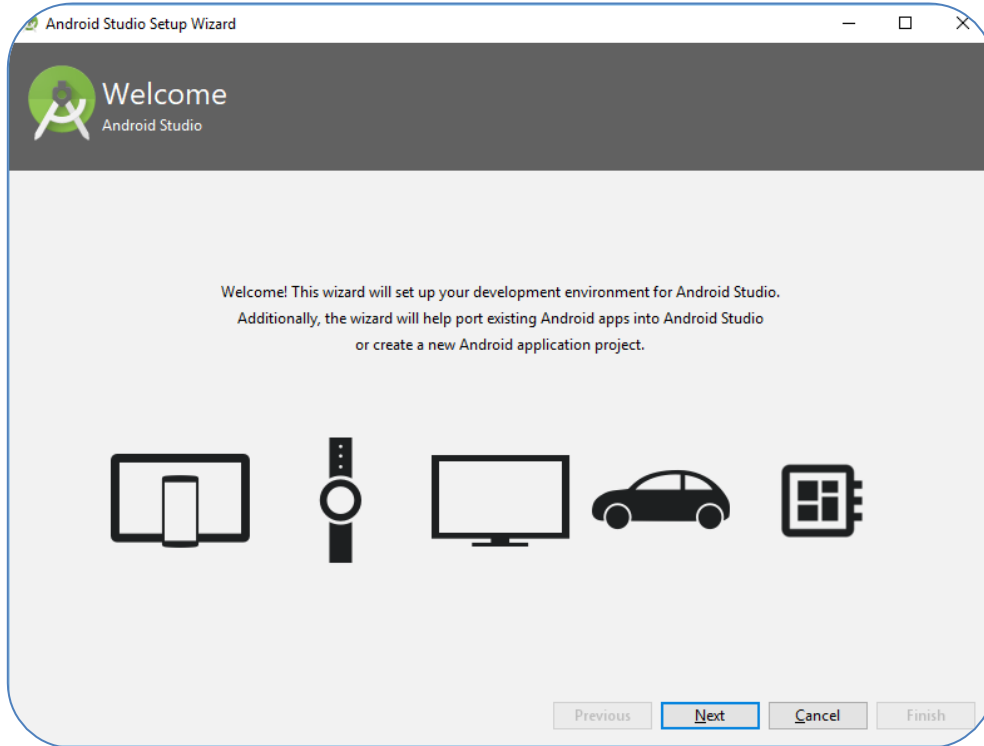 Android Studio Setup Wizard
Welcome
Android Studio
Welcome! This wizard will set up your development environment for Android Studio.
Additionally, the wizard will help port existing Android apps into Android Studio
or create a new Android application project.
Previous Next Cancel Finish